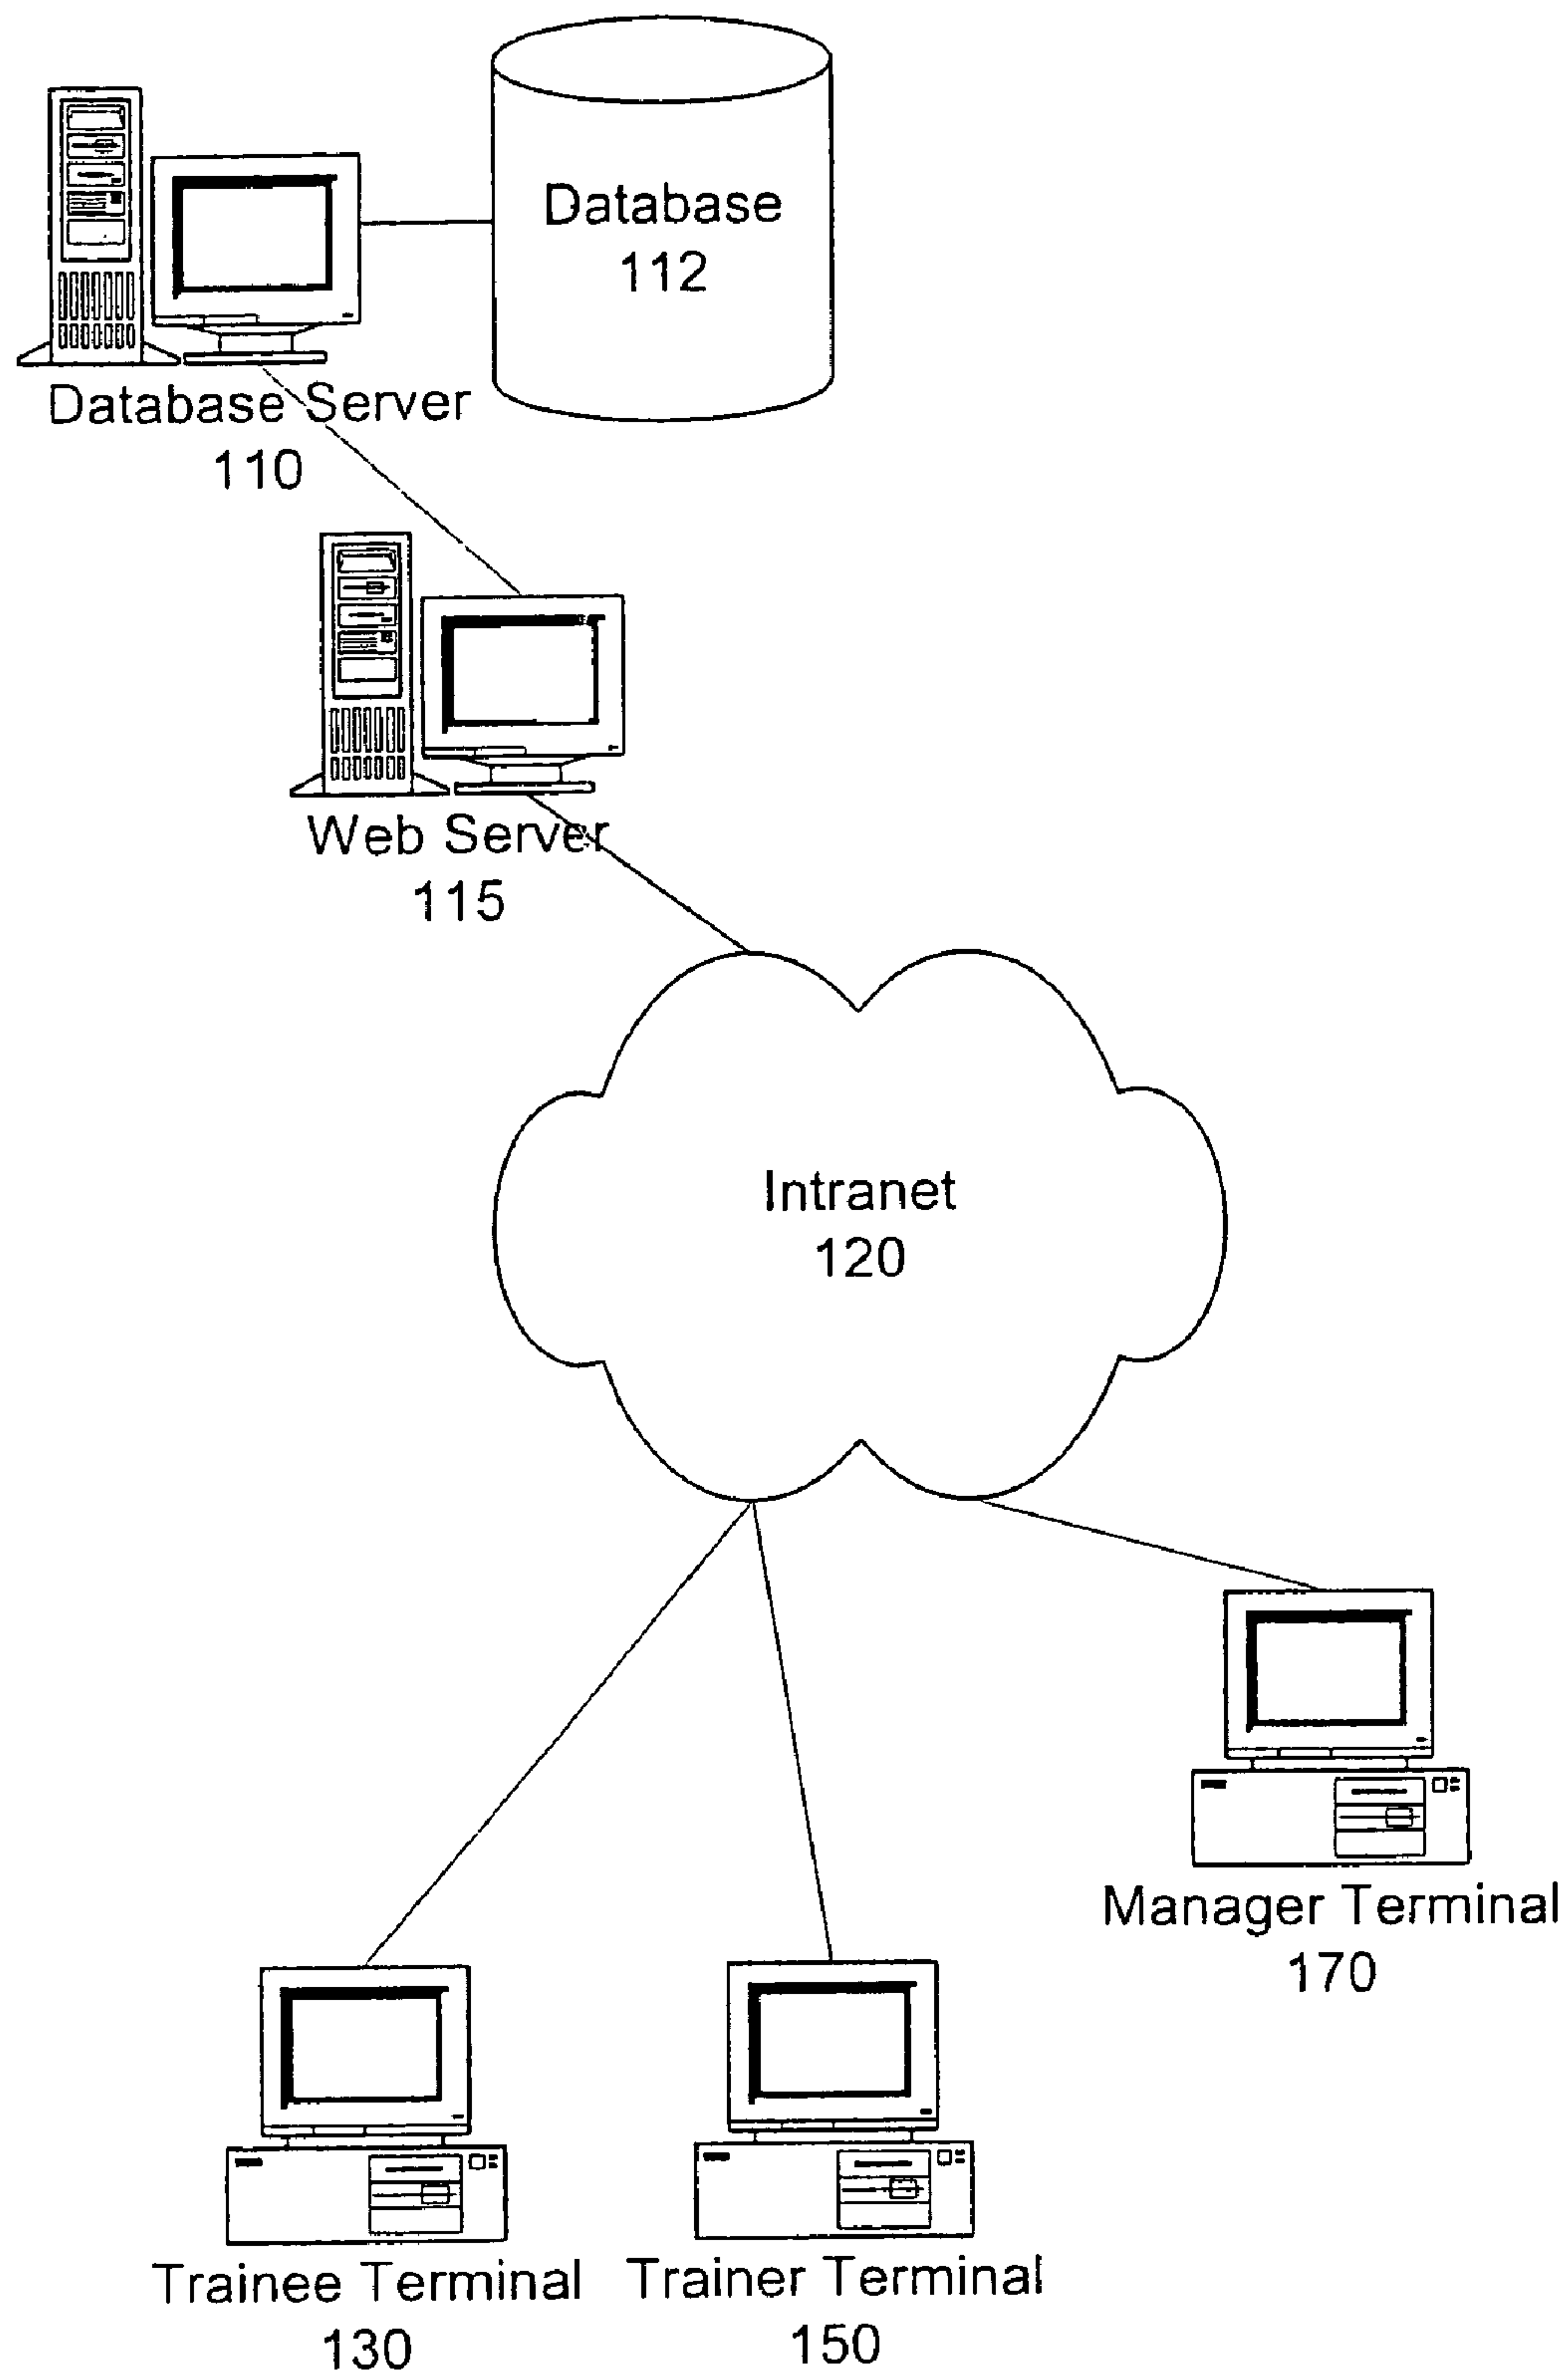 Database
112
Database Server
110
Web Server
115
Intranet
120
Manager Terminal
170
Trainee Terminal
130
Trainer Terminal
150